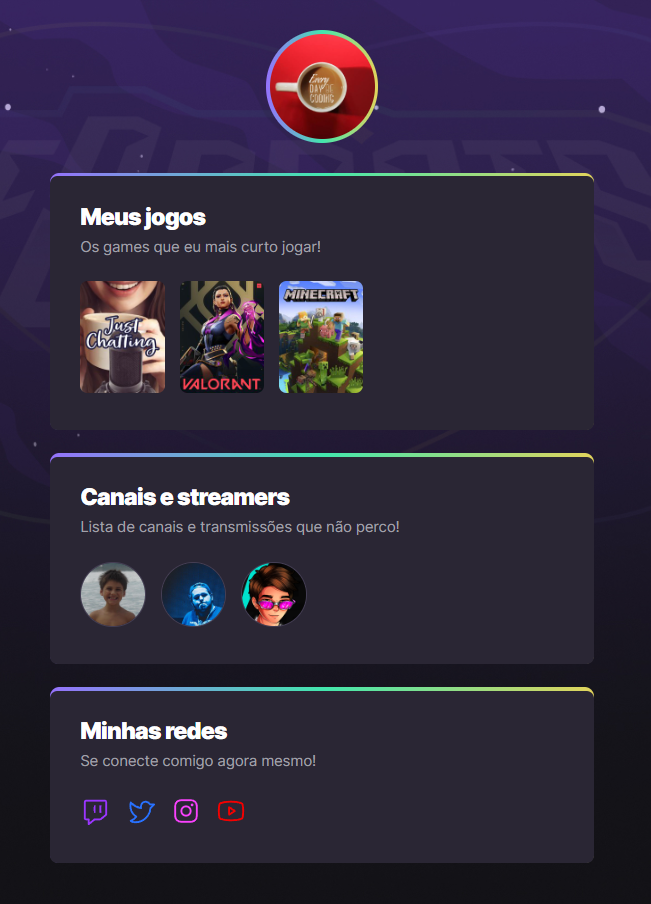 Every
DAY OF
CODING
Meus jogos
Os games que eu mais curto jogar!
Just
Chatting
VALORANT
MINECRAFT
Canais e streamers
Lista de canais e transmissões que não perco!
Minhas redes
Se conecte comigo agora mesmo!